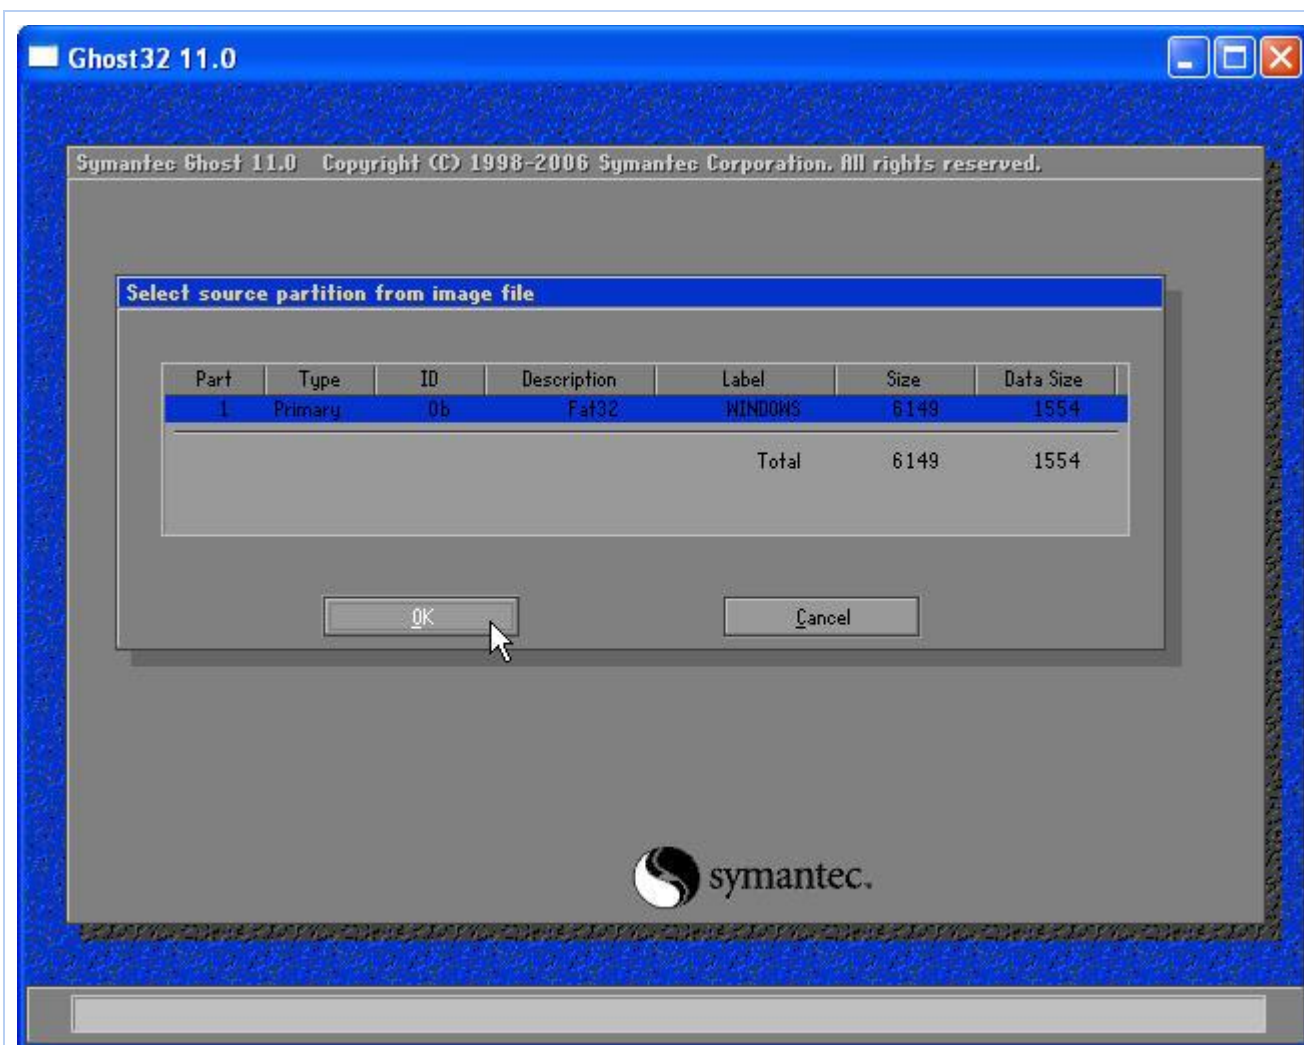 Ghost32 11.0
Symantec Ghost 11.0 Copyright (C) 1998-2006 Symantec Corporation. All rights reserved.
Select source partition from image file
Part Type ID Description Label Size Data Size
1 Primary 0b Fat32 WINDOWS 6149 1554
Total 6149 1554
OK Cancel
symantec.